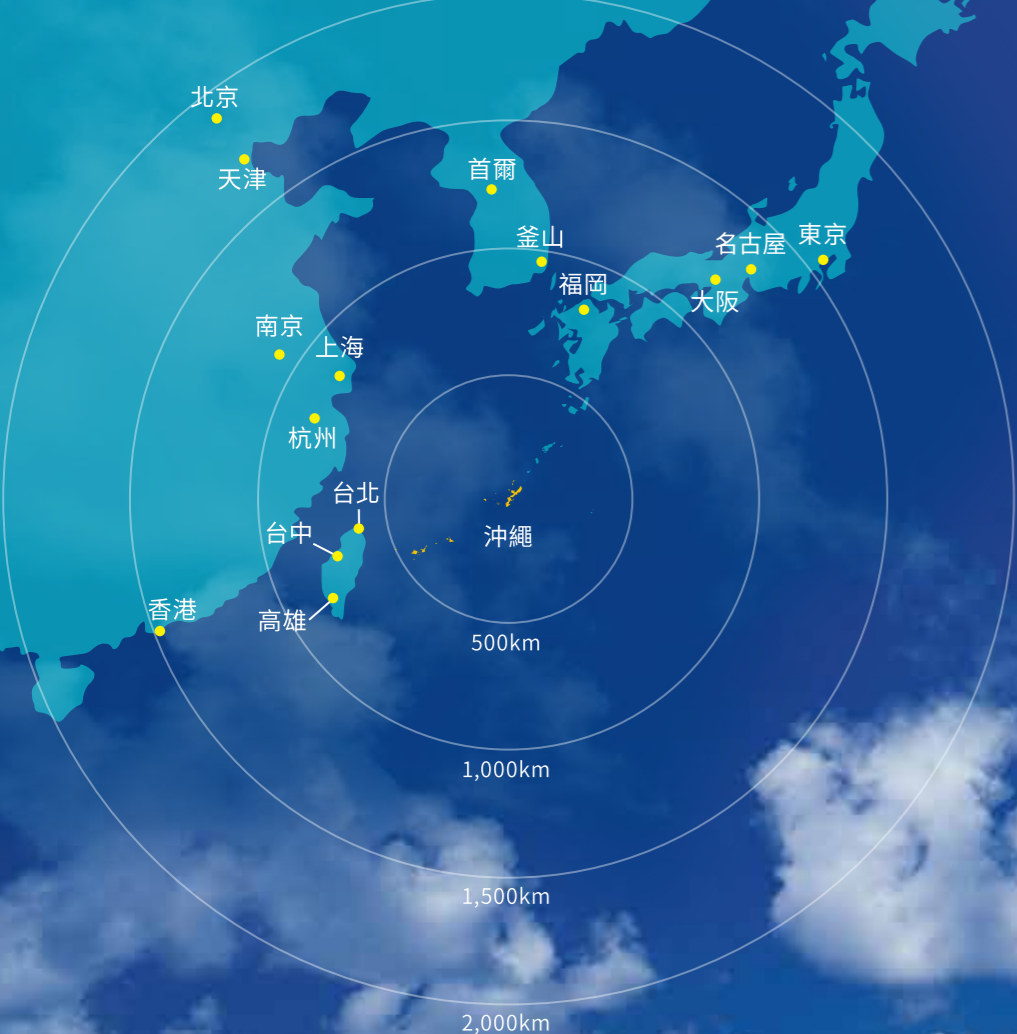 北京
天津
首爾
釜山
名古屋
東京
福岡
大阪
南京
上海
杭州
台北
台中
沖繩
香港
高雄
500km
1,000km
1,500km
2,000km